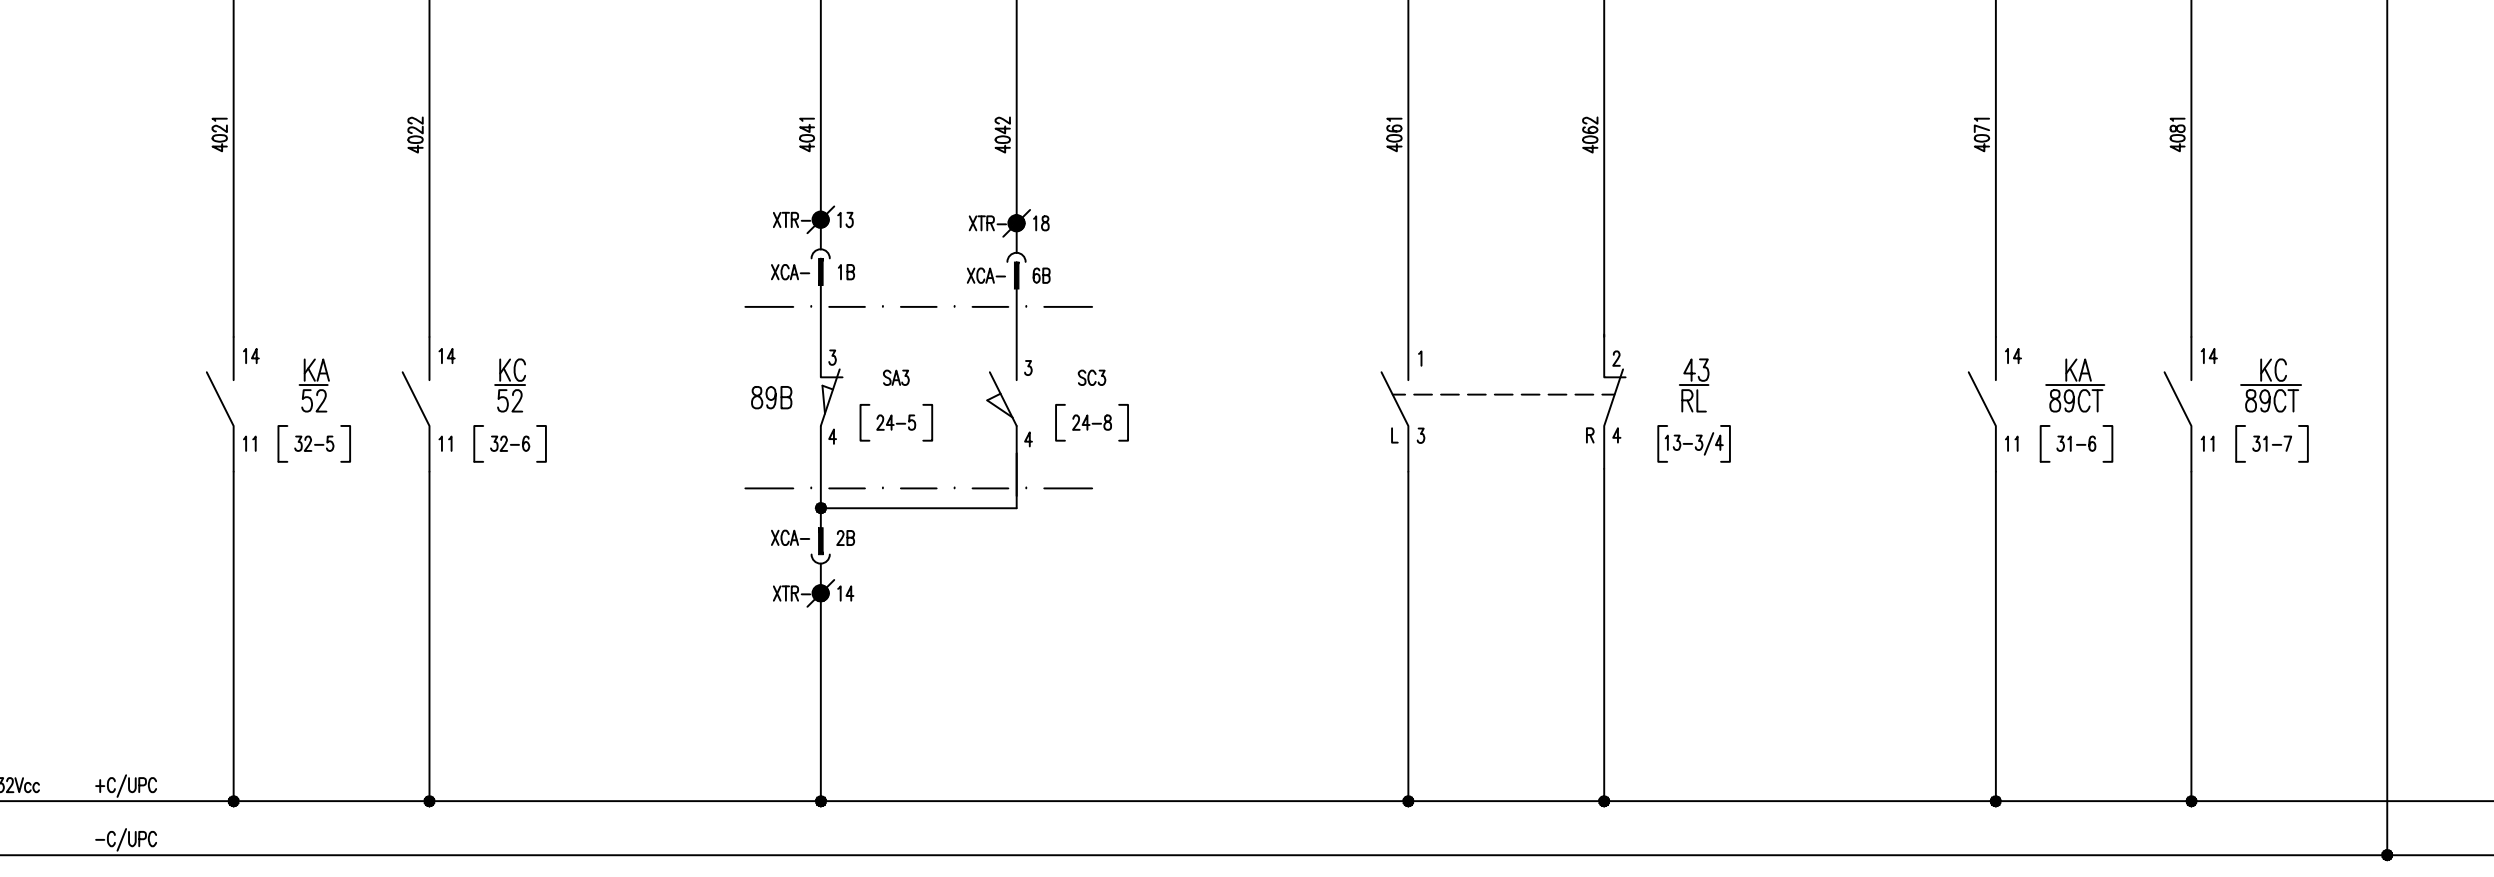 4021
4022
4041
4042
4061
4062
4071
4081
XTR- 13
XTR- 18
XCA- 1B
XCA- 6B
14
KA
52
11
[32-5]
14
KC
52
11
[32-6]
89B
3
SA3
4
[24-5]
3
SC3
4
[24-8]
1
L 3
2
R 4
43
RL
[13-3/4]
14
KA
89CT
11
[31-6]
14
KC
89CT
11
[31-7]
XCA- 2B
XTR- 14
32Vcc +C/UPC
-C/UPC